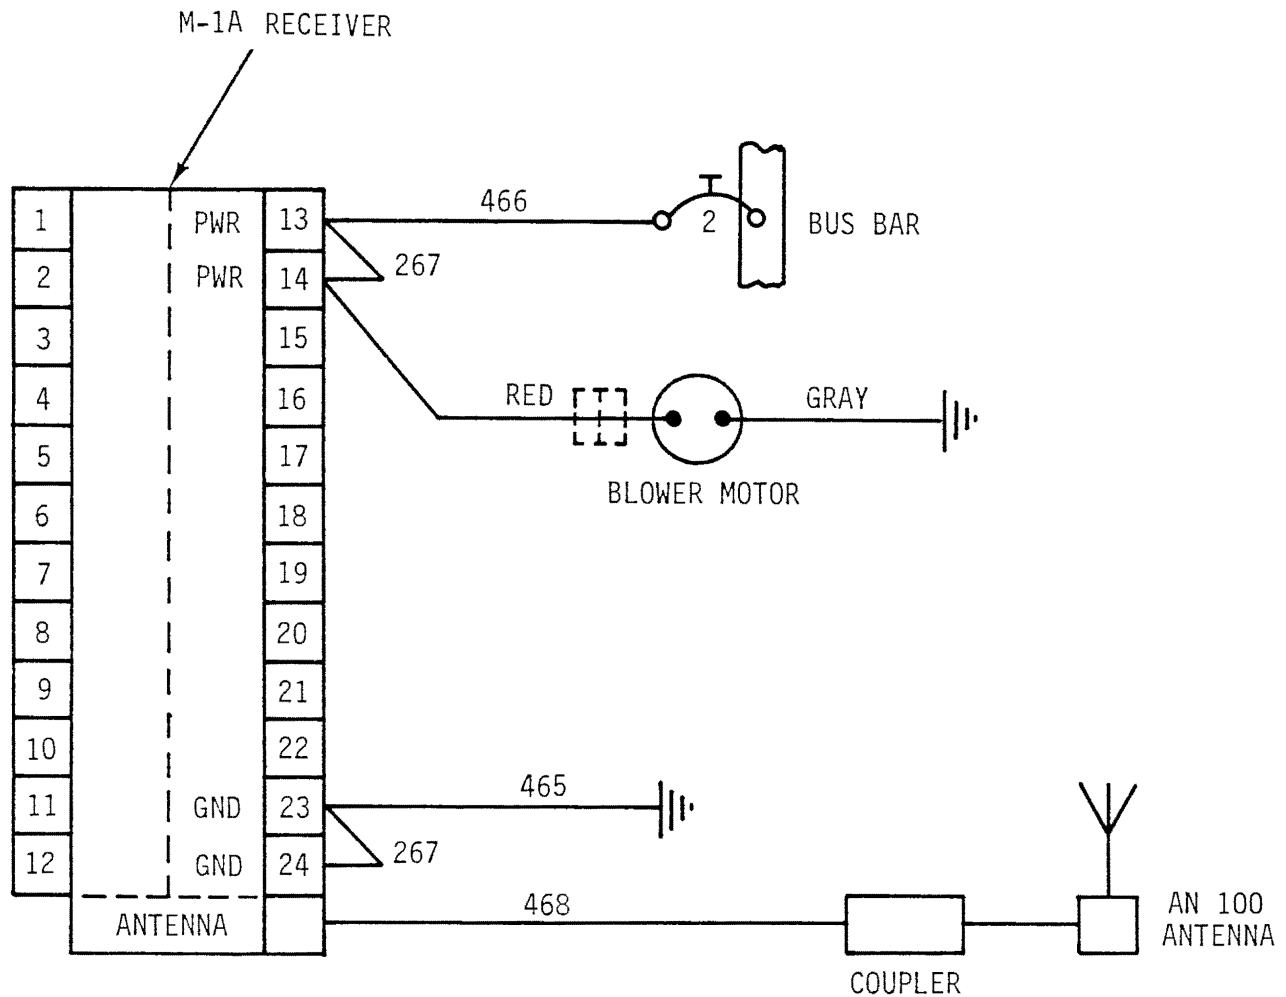 M-1A RECEIVER
1 PWR 13 466 2 BUS BAR
2 PWR 14 267
3 15
4 16 RED GRAY
5 17
BLOWER MOTOR
6 18
7 19
8 20
9 21
10 22
11 GND 23 465
12 GND 24 267
ANTENNA 468 AN 100
ANTENNA
COUPLER